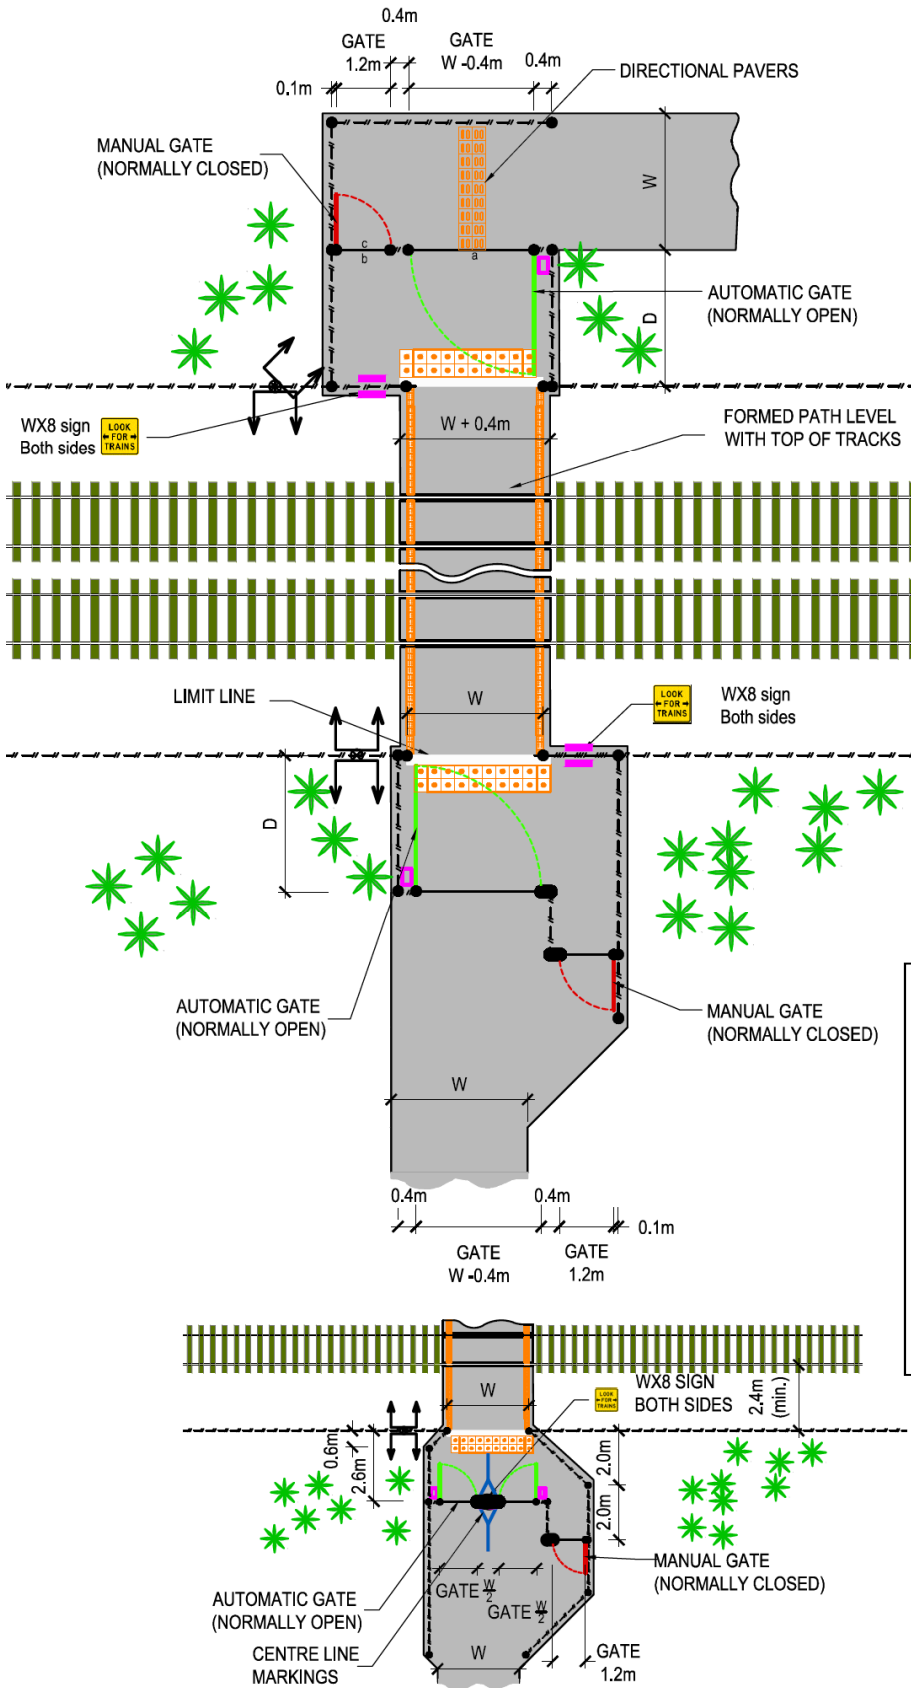 0.4m
GATE
1.2m
GATE
W -0.4m
0.4m
0.1m
DIRECTIONAL PAVERS
MANUAL GATE
(NORMALLY CLOSED)
W
c
b
a
AUTOMATIC GATE
(NORMALLY OPEN)
D
WX8 sign
Both sides
LOOK
FOR
TRAINS
W + 0.4m
FORMED PATH LEVEL
WITH TOP OF TRACKS
LIMIT LINE
W
LOOK
FOR
TRAINS
WX8 sign
Both sides
D
AUTOMATIC GATE
(NORMALLY OPEN)
MANUAL GATE
(NORMALLY CLOSED)
W
0.4m
0.4m
0.1m
GATE
W -0.4m
GATE
1.2m
W
LOOK
FOR
TRAINS
WX8 SIGN
BOTH SIDES
2.4m
(min.)
0.6m
2.6m
2.0m
2.0m
MANUAL GATE
(NORMALLY CLOSED)
GATE W/2
GATE W/2
AUTOMATIC GATE
(NORMALLY OPEN)
CENTRE LINE
MARKINGS
W
GATE
1.2m